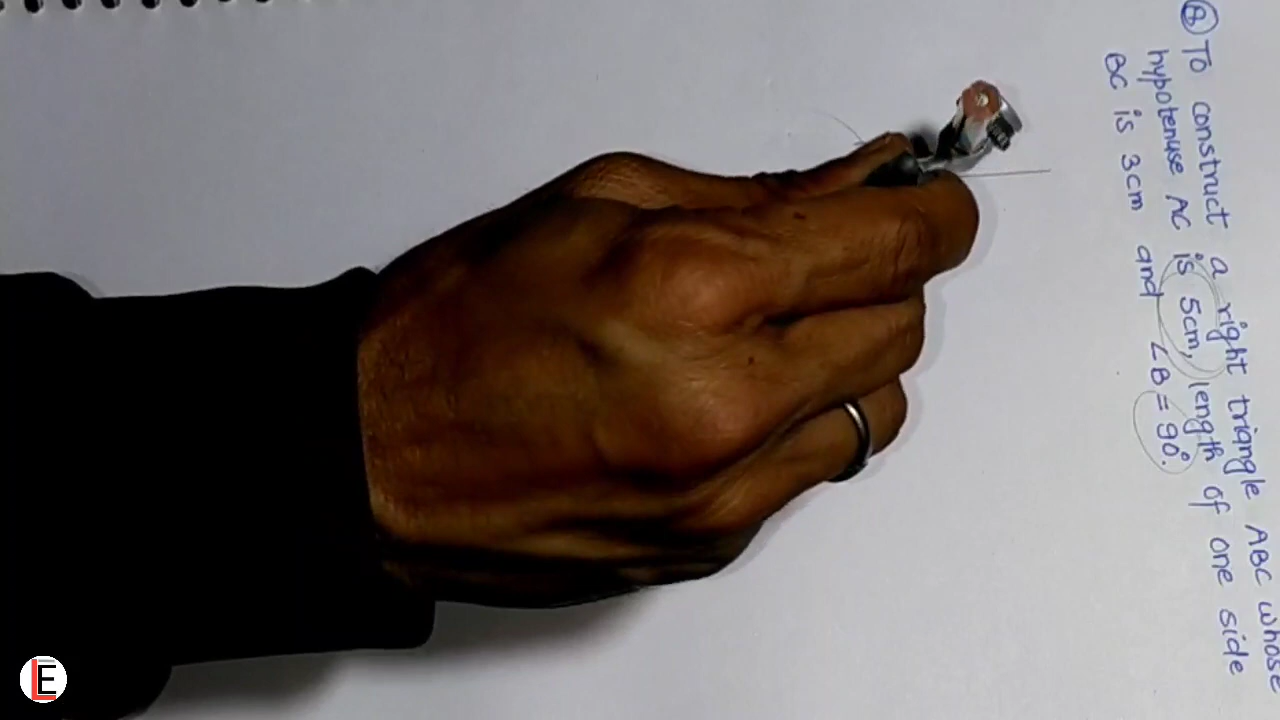 (B) To construct a right triangle ABC whose
hypotenuse AC is 5cm, length of one side
BC is 3cm and ∠B = 90°.
LE